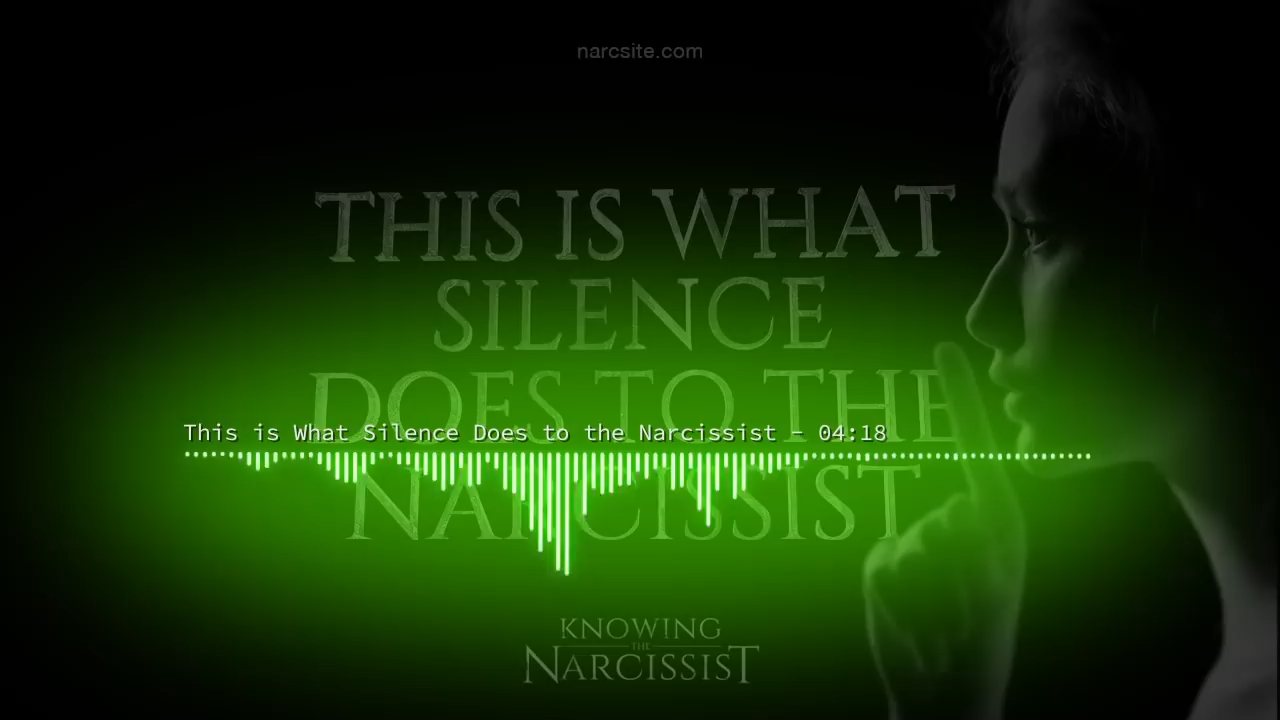 narcsite.com
THIS IS WHAT
SILENCE
DOES TO THE
This is What Silence Does to the Narcissist - 04:18
NARCISSIST
KNOWING
THE
NARCISSIST